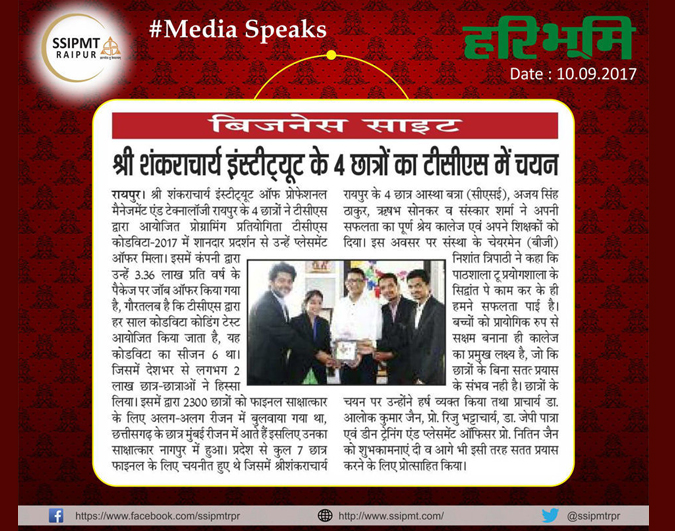 SSIPMT
RAIPUR
#Media Speaks
हरिभूमि
Date : 10.09.2017
बिजनेस साइट
श्री शंकराचार्य इंस्टीट्यूट के 4 छात्रों का टीसीएस में चयन
रायपुर। श्री शंकराचार्य इंस्टीट्यूट ऑफ प्रोफेशनल
मैनेजमेंट एंड टेक्नालॉजी रायपुर के 4 छात्रों ने टीसीएस
द्वारा आयोजित प्रोग्रामिंग प्रतियोगिता टीसीएस
कोडविटा-2017 में शानदार प्रदर्शन से उन्हें प्लेसमेंट
ऑफर मिला। इसमें कंपनी द्वारा
उन्हें 3.36 लाख प्रति वर्ष के
पैकेज पर जॉब ऑफर किया गया
है, गौरतलब है कि टीसीएस द्वारा
हर साल कोडविटा कोडिंग टेस्ट
आयोजित किया जाता है, यह
कोडविटा का सीजन 6 था।
जिसमें देशभर से लगभग 2
लाख छात्र-छात्राओं ने हिस्सा
लिया। इसमें द्वारा 2300 छात्रों को फाइनल साक्षात्कार
के लिए अलग-अलग रीजन में बुलवाया गया था,
छत्तीसगढ़ के छात्र मुंबई रीजन में आते हैं इसलिए उनका
साक्षात्कार नागपुर में हुआ। प्रदेश से कुल 7 छात्र
फाइनल के लिए चयनीत हुए थे जिसमें श्रीशंकराचार्य
रायपुर के 4 छात्र आस्था बत्रा (सीएसई), अजय सिंह
ठाकुर, ऋषभ सोनकर व संस्कार शर्मा ने अपनी
सफलता का पूर्ण श्रेय कालेज एवं अपने शिक्षकों को
दिया। इस अवसर पर संस्था के चेयरमेन (बीजी)
निशांत त्रिपाठी ने कहा कि
पाठशाला टू प्रयोगशाला के
सिद्वांत पे काम कर के ही
हमने सफलता पाई है।
बच्चों को प्रायोगिक रुप से
सक्षम बनाना ही कालेज
का प्रमुख लक्ष्य है, जो कि
छात्रों के बिना सतत प्रयास
के संभव नही है। छात्रों के
चयन पर उन्होंने हर्ष व्यक्त किया तथा प्राचार्य डा.
आलोक कुमार जैन, प्रो. रिजु भट्टाचार्य, डा. जेपी पात्रा
एवं डीन ट्रेनिंग एंड प्लेसमेंट ऑफिसर प्रो. नितिन जैन
को शुभकामनाएं दी व आगे भी इसी तरह सतत प्रयास
करने के लिए प्रोत्साहित किया।
https://www.facebook.com/ssipmtrpr
http://www.ssipmt.com/
@ssipmtrpr